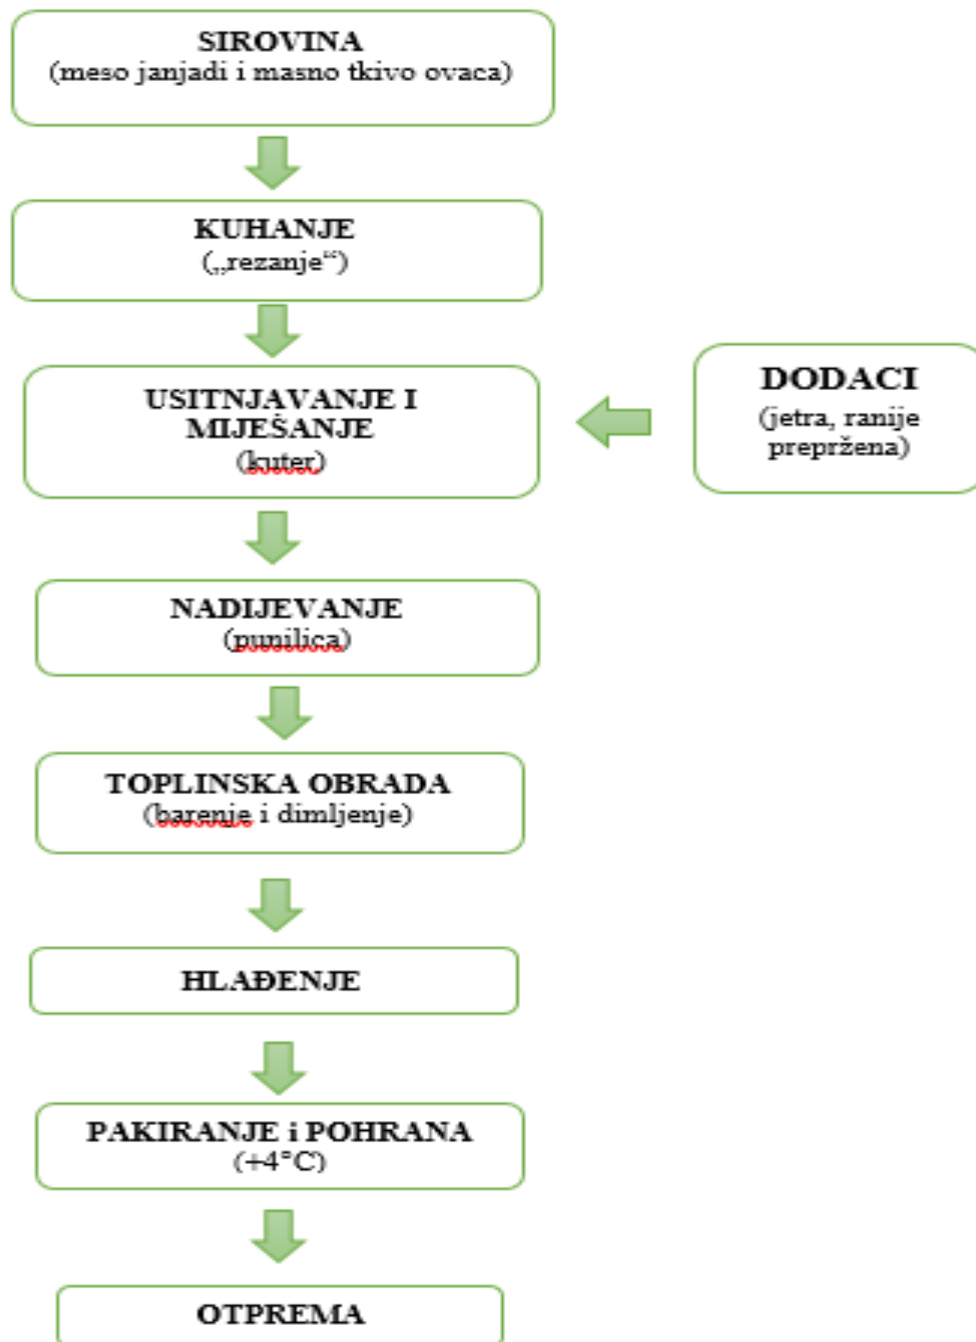 SIROVINA
(meso janjadi i masno tkivo ovaca)
KUHANJE
(„rezanje“)
USITNJAVANJE I
MIJEŠANJE
(kuter)
DODACI
(jetra, ranije
prepržena)
NADIJEVANJE
(punilica)
TOPLINSKA OBRADA
(barenje i dimljenje)
HLAĐENJE
PAKIRANJE i POHRANA
(+4°C)
OTPREMA